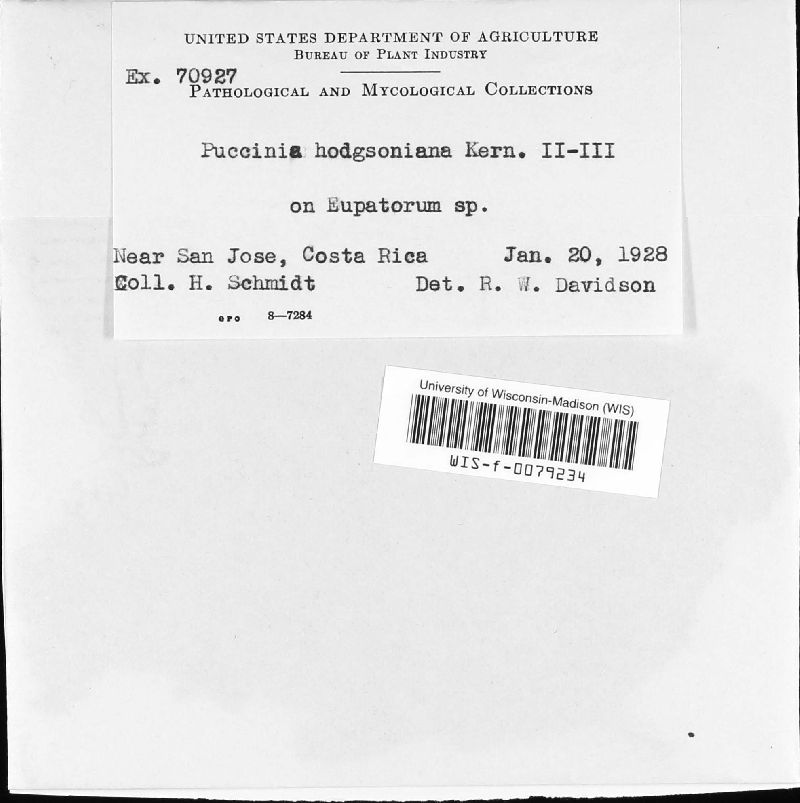 UNITED STATES DEPARTMENT OF AGRICULTURE
BUREAU OF PLANT INDUSTRY
Ex. 70927
PATHOLOGICAL AND MYCOLOGICAL COLLECTIONS
Puccinia hodgsoniana Kern. II-III
on Eupatorum sp.
Near San Jose, Costa Rica Jan. 20, 1928
Coll. H. Schmidt Det. R. W. Davidson
GPO 8—7284
University of Wisconsin-Madison (WIS)
WIS-f-0079234